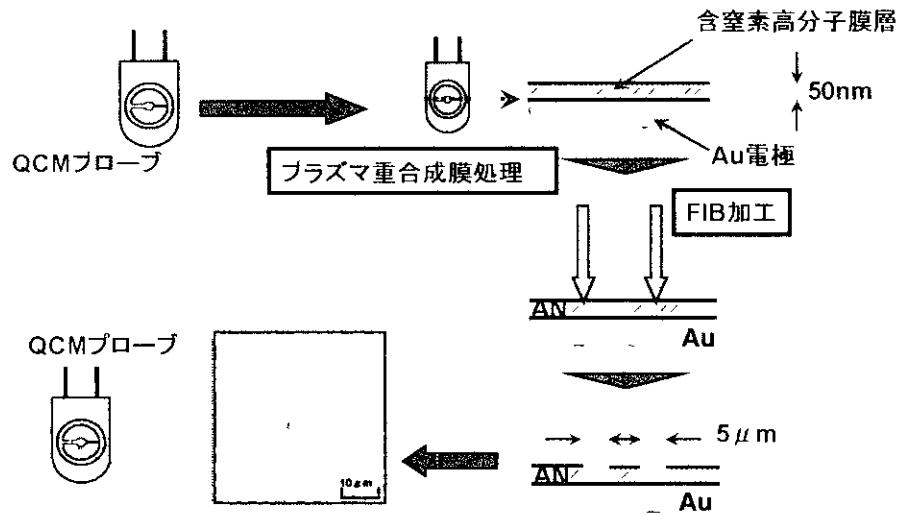 含窒素高分子膜層
50nm
Au電極
QCMプローブ
プラズマ重合成膜処理
FIB加工
AN
Au
QCMプローブ
5μm
AN
Au
10μm